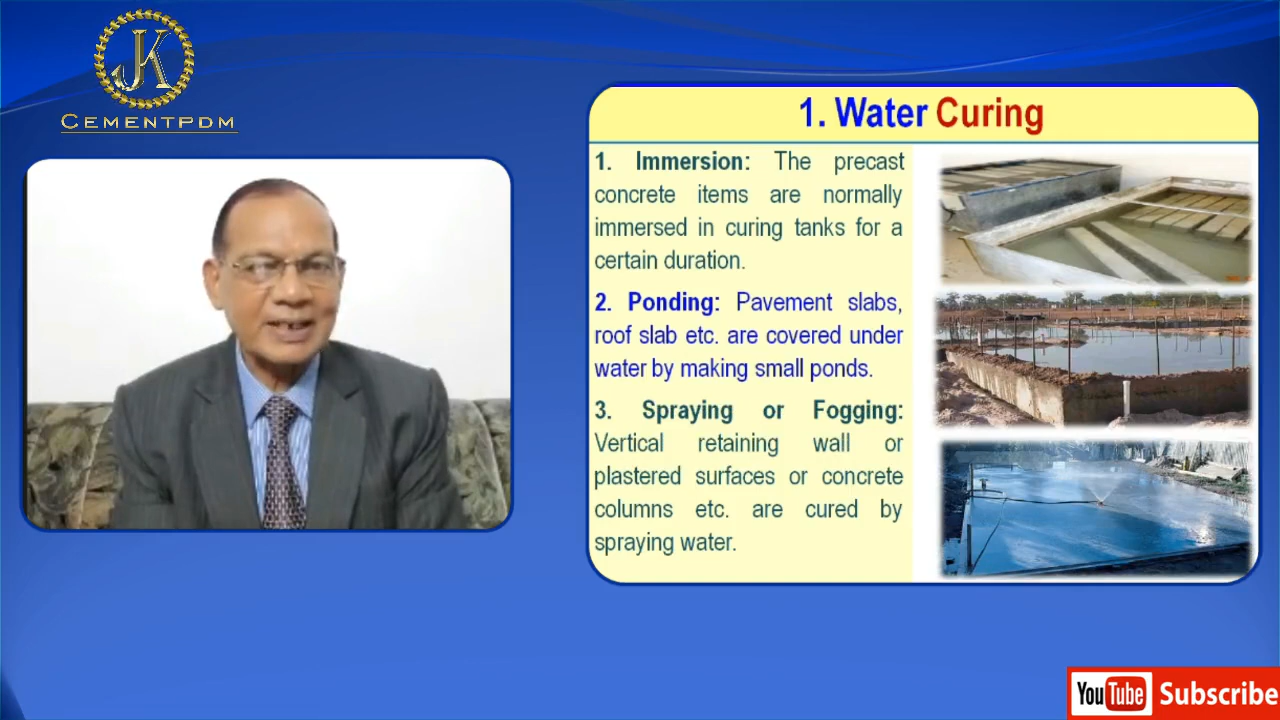 JK
CEMENTPDM
1. Water Curing
1. Immersion: The precast
concrete items are normally
immersed in curing tanks for a
certain duration.
2. Ponding: Pavement slabs,
roof slab etc. are covered under
water by making small ponds.
3. Spraying or Fogging:
Vertical retaining wall or
plastered surfaces or concrete
columns etc. are cured by
spraying water.
YouTube Subscribe